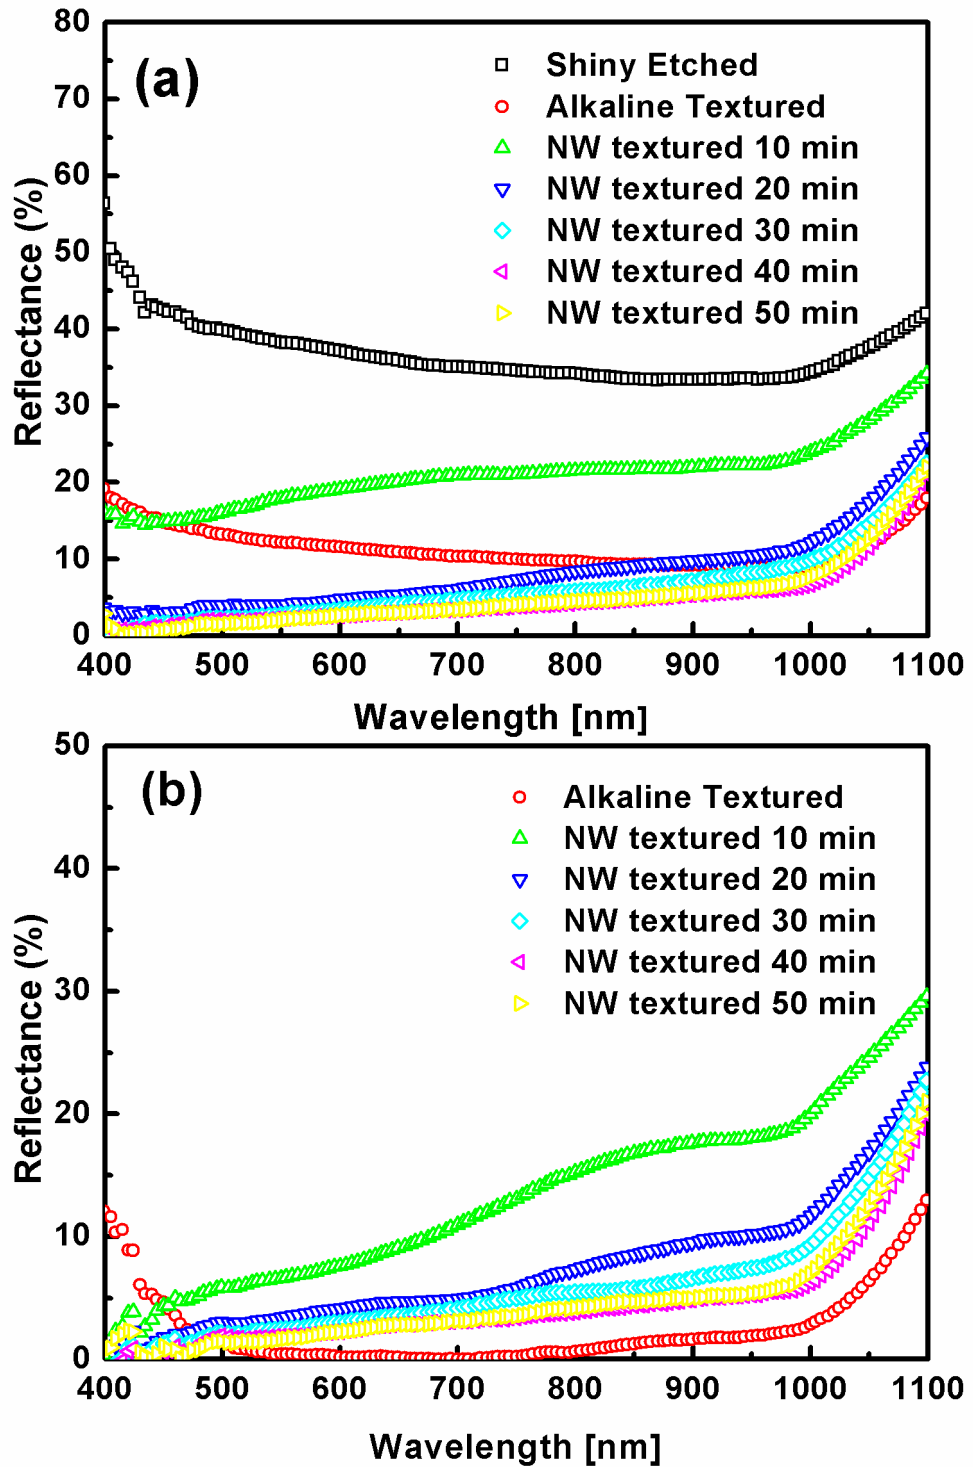 80
70
60
50
40
30
20
10
0
Reflectance (%)
(a)
Shiny Etched
Alkaline Textured
NW textured 10 min
NW textured 20 min
NW textured 30 min
NW textured 40 min
NW textured 50 min
400 500 600 700 800 900 1000 1100
Wavelength [nm]
50
40
30
20
10
0
Reflectance (%)
(b)
Alkaline Textured
NW textured 10 min
NW textured 20 min
NW textured 30 min
NW textured 40 min
NW textured 50 min
400 500 600 700 800 900 1000 1100
Wavelength [nm]